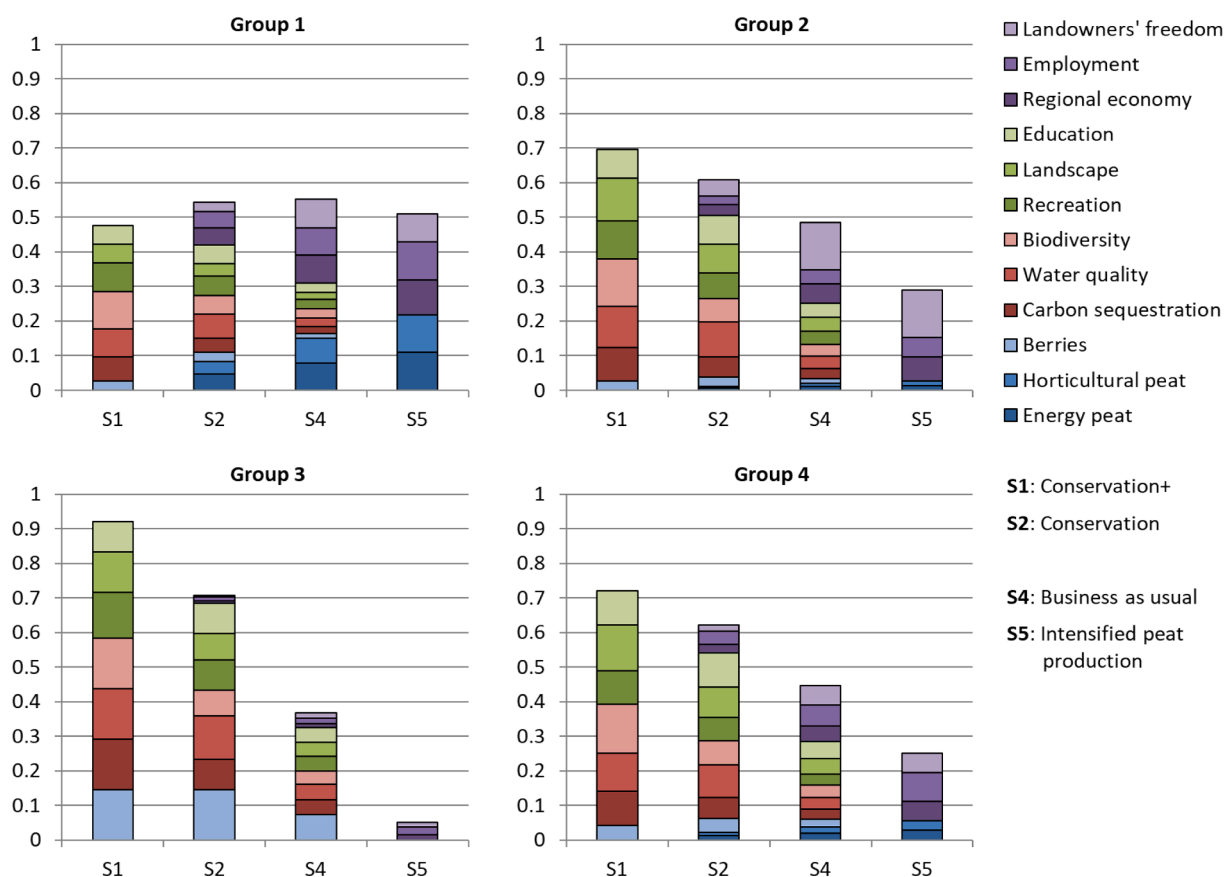 Group 1
1
0.9
0.8
0.7
0.6
0.5
0.4
0.3
0.2
0.1
0
S1 S2 S4 S5
Group 2
1
0.9
0.8
0.7
0.6
0.5
0.4
0.3
0.2
0.1
0
S1 S2 S4 S5
Landowners' freedom
Employment
Regional economy
Education
Landscape
Recreation
Biodiversity
Water quality
Carbon sequestration
Berries
Horticultural peat
Energy peat
Group 3
1
0.9
0.8
0.7
0.6
0.5
0.4
0.3
0.2
0.1
0
S1 S2 S4 S5
Group 4
1
0.9
0.8
0.7
0.6
0.5
0.4
0.3
0.2
0.1
0
S1 S2 S4 S5
S1: Conservation+
S2: Conservation
S4: Business as usual
S5: Intensified peat
production